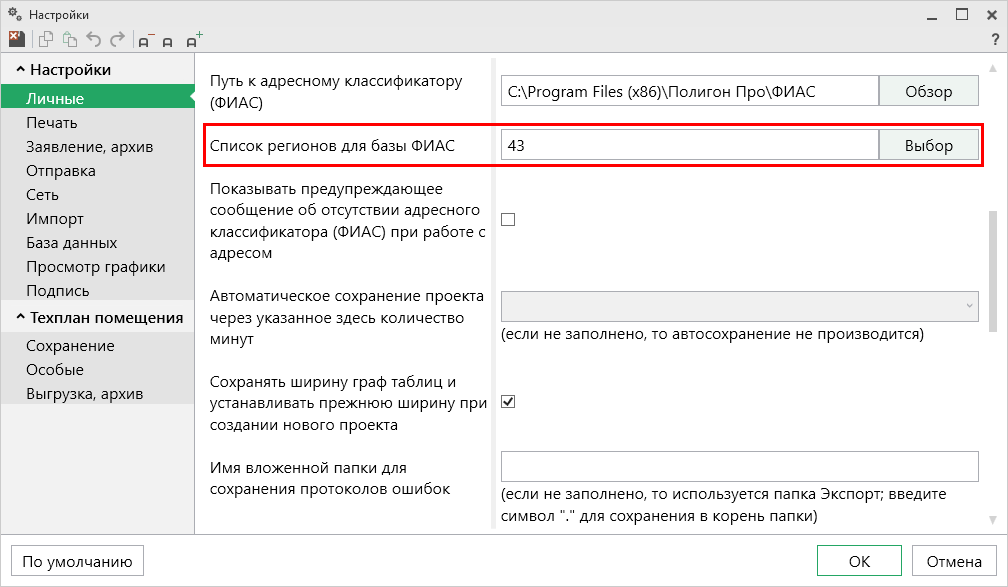 Настройки
?
Настройки
Личные
Печать
Заявление, архив
Отправка
Сеть
Импорт
База данных
Просмотр графики
Подпись
Техплан помещения
Сохранение
Особые
Выгрузка, архив
Путь к адресному классификатору
(ФИАС)
C:\Program Files (x86)\Полигон Про\ФИАС
Обзор
Список регионов для базы ФИАС
43
Выбор
Показывать предупреждающее
сообщение об отсутствии адресного
классификатора (ФИАС) при работе с
адресом
Автоматическое сохранение проекта
через указанное здесь количество
минут
(если не заполнено, то автосохранение не производится)
Сохранять ширину граф таблиц и
устанавливать прежнюю ширину при
создании нового проекта
Имя вложенной папки для
сохранения протоколов ошибок
(если не заполнено, то используется папка Экспорт; введите
символ "." для сохранения в корень папки)
По умолчанию
ОК
Отмена